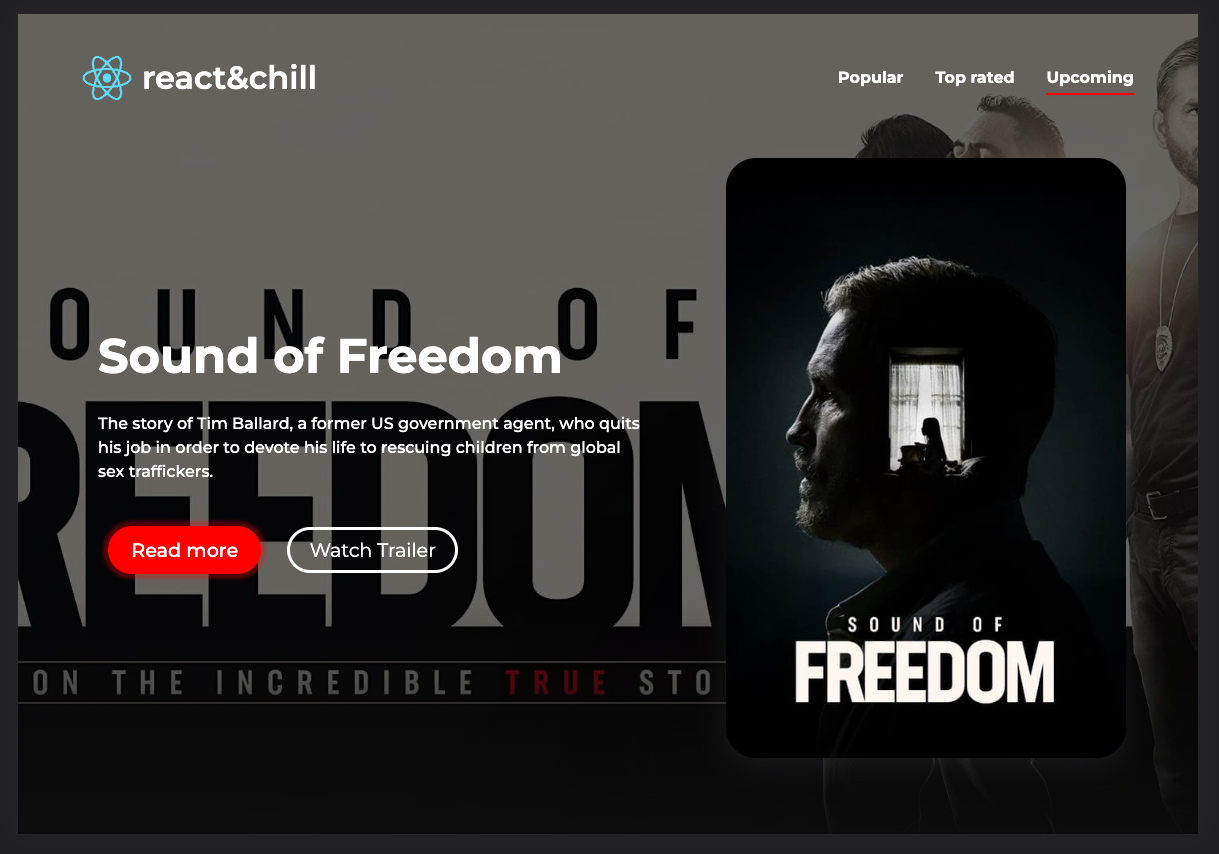 react&chill
Popular
Top rated
Upcoming
OUND OF
Sound of Freedom
REEDOM
The story of Tim Ballard, a former US government agent, who quits
his job in order to devote his life to rescuing children from global
sex traffickers.
Read more
Watch Trailer
ON THE INCREDIBLE TRUE STO
SOUND OF
FREEDOM